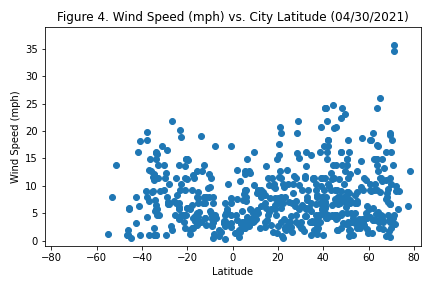 Figure 4. Wind Speed (mph) vs. City Latitude (04/30/2021)
35
30
25
20
15
10
5
0
Wind Speed (mph)
−80 −60 −40 −20 0 20 40 60 80
Latitude